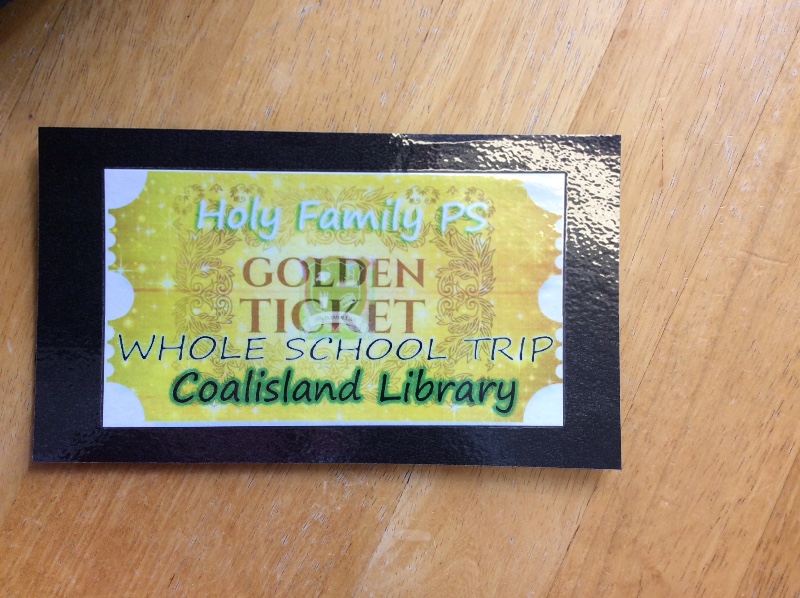 Holy Family PS
GOLDEN
TICKET
WHOLE SCHOOL TRIP
Coalisland Library